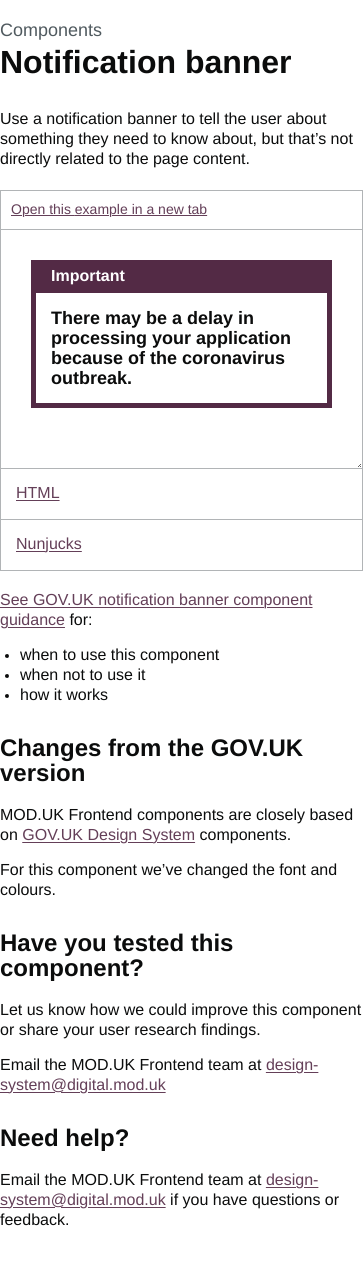 Components
Notification banner
Use a notification banner to tell the user about
something they need to know about, but that’s not
directly related to the page content.
Open this example in a new tab
Important
There may be a delay in
processing your application
because of the coronavirus
outbreak.
HTML
Nunjucks
See GOV.UK notification banner component
guidance for:
• when to use this component
• when not to use it
• how it works
Changes from the GOV.UK
version
MOD.UK Frontend components are closely based
on GOV.UK Design System components.
For this component we’ve changed the font and
colours.
Have you tested this
component?
Let us know how we could improve this component
or share your user research findings.
Email the MOD.UK Frontend team at design-
system@digital.mod.uk
Need help?
Email the MOD.UK Frontend team at design-
system@digital.mod.uk if you have questions or
feedback.